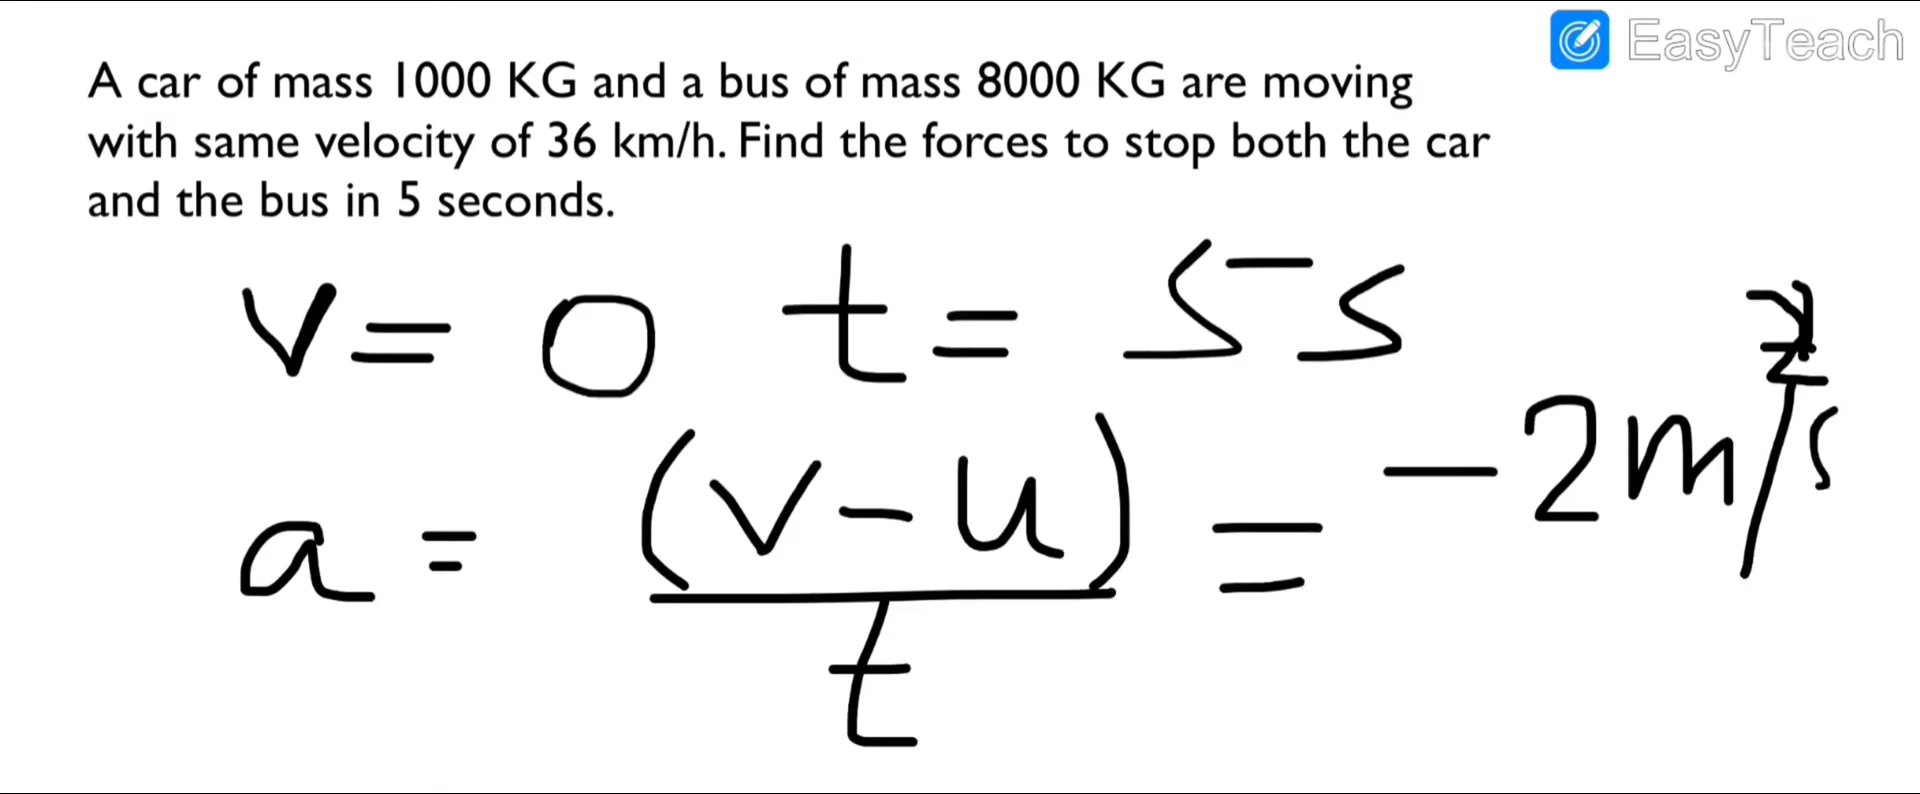 EasyTeach
A car of mass 1000 KG and a bus of mass 8000 KG are moving
with same velocity of 36 km/h. Find the forces to stop both the car
and the bus in 5 seconds.
v = 0 t = 5s
a = (v - u) / t = -2m/s²